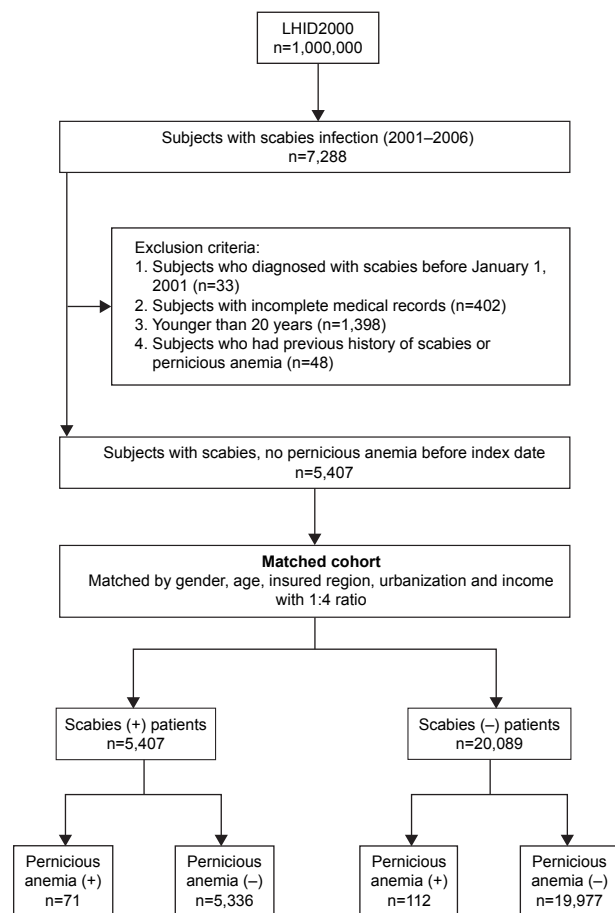 LHID2000
n=1,000,000
Subjects with scabies infection (2001–2006)
n=7,288
Exclusion criteria:
1. Subjects who diagnosed with scabies before January 1,
2001 (n=33)
2. Subjects with incomplete medical records (n=402)
3. Younger than 20 years (n=1,398)
4. Subjects who had previous history of scabies or
pernicious anemia (n=48)
Subjects with scabies, no pernicious anemia before index date
n=5,407
Matched cohort
Matched by gender, age, insured region, urbanization and income
with 1:4 ratio
Scabies (+) patients
n=5,407
Scabies (–) patients
n=20,089
Pernicious
anemia (+)
n=71
Pernicious
anemia (–)
n=5,336
Pernicious
anemia (+)
n=112
Pernicious
anemia (–)
n=19,977